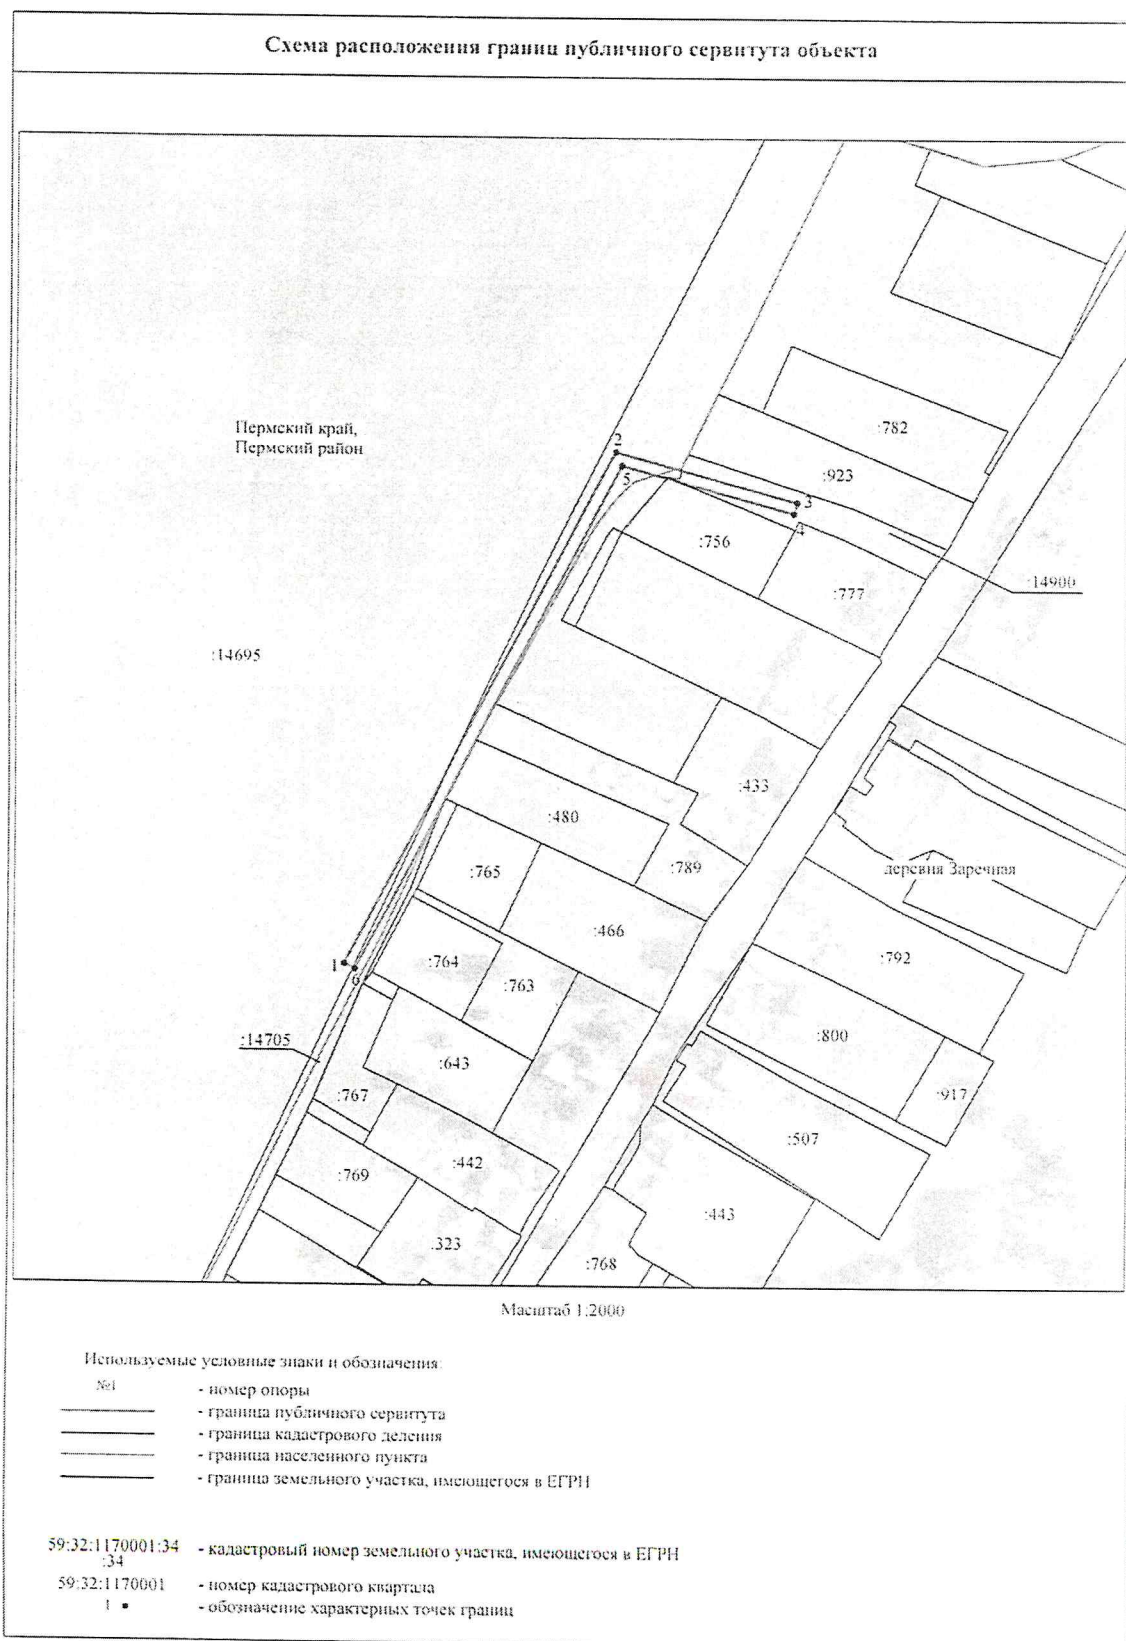 Схема расположения границ публичного сервитута объекта
:782
Пермский край,
Пермский район
2
:923
5
3
4
:756
:14900
:777
:14695
:433
:480
:789
деревня Заречная
:765
:466
:792
1
:764
6
:763
:14705
:800
:643
:767
:917
:507
:442
:769
:443
:323
:768
Масштаб 1:2000
Используемые условные знаки и обозначения:
№1 - номер опоры
- граница публичного сервитута
- граница кадастрового деления
- граница населенного пункта
- граница земельного участка, имеющегося в ЕГРН
59:32:1170001:34 - кадастровый номер земельного участка, имеющегося в ЕГРН
:34
59:32:1170001 - номер кадастрового квартала
1 - обозначение характерных точек границ